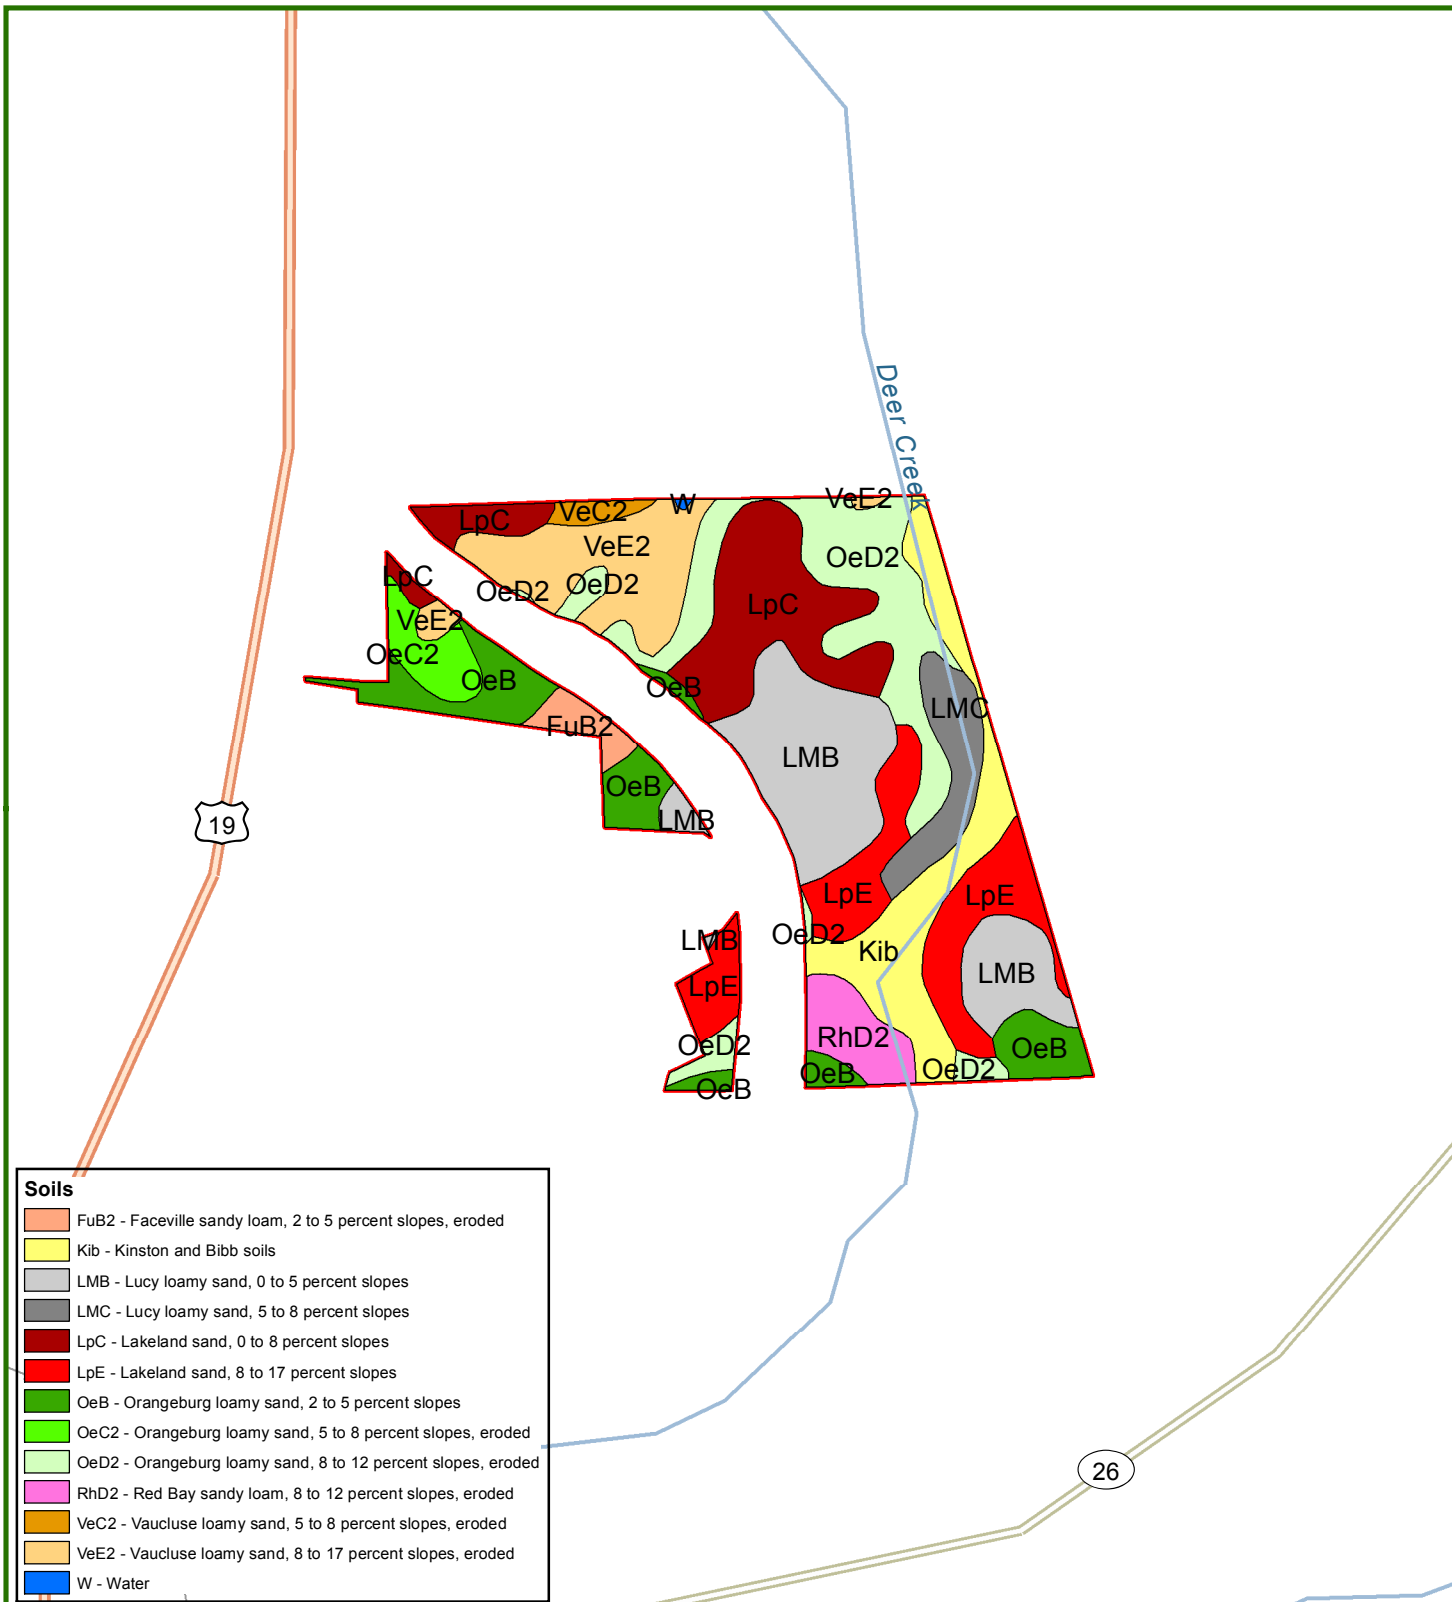 Deer Creek
W
VeE2
LpC
VeC2
VeE2
OeD2
LpC
OeD2
OeD2
LpC
VeE2
OeC2
OeB
OeB
LMC
FuB2
LMB
OeB
LMB
19
LpE
LpE
OeD2
LMB
Kib
LMB
LpE
RhD2
OeD2
OeB
OeB
OeD2
OeB
26
Soils
FuB2 - Faceville sandy loam, 2 to 5 percent slopes, eroded
Kib - Kinston and Bibb soils
LMB - Lucy loamy sand, 0 to 5 percent slopes
LMC - Lucy loamy sand, 5 to 8 percent slopes
LpC - Lakeland sand, 0 to 8 percent slopes
LpE - Lakeland sand, 8 to 17 percent slopes
OeB - Orangeburg loamy sand, 2 to 5 percent slopes
OeC2 - Orangeburg loamy sand, 5 to 8 percent slopes, eroded
OeD2 - Orangeburg loamy sand, 8 to 12 percent slopes, eroded
RhD2 - Red Bay sandy loam, 8 to 12 percent slopes, eroded
VeC2 - Vaucluse loamy sand, 5 to 8 percent slopes, eroded
VeE2 - Vaucluse loamy sand, 8 to 17 percent slopes, eroded
W - Water